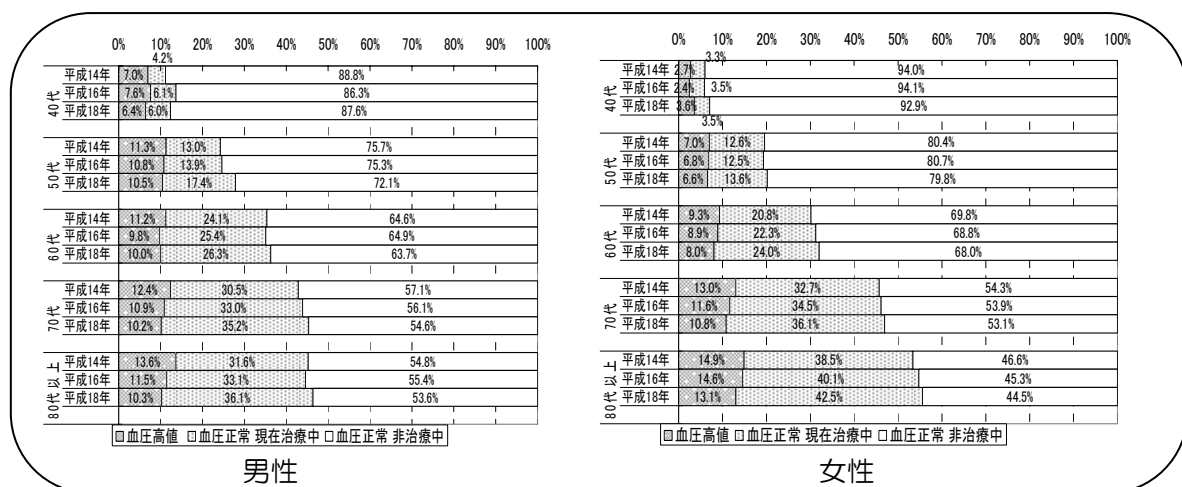 0% 10% 20% 30% 40% 50% 60% 70% 80% 90% 100%
4.2%
40代
平成14年 7.0% 88.8%
平成16年 7.6% 6.1% 86.3%
平成18年 6.4% 6.0% 87.6%
50代
平成14年 11.3% 13.0% 75.7%
平成16年 10.8% 13.9% 75.3%
平成18年 10.5% 17.4% 72.1%
60代
平成14年 11.2% 24.1% 64.6%
平成16年 9.8% 25.4% 64.9%
平成18年 10.0% 26.3% 63.7%
70代
平成14年 12.4% 30.5% 57.1%
平成16年 10.9% 33.0% 56.1%
平成18年 10.2% 35.2% 54.6%
80代以上
平成14年 13.6% 31.6% 54.8%
平成16年 11.5% 33.1% 55.4%
平成18年 10.3% 36.1% 53.6%
血圧高値 血圧正常 現在治療中 血圧正常 非治療中
男性
0% 10% 20% 30% 40% 50% 60% 70% 80% 90% 100%
3.3%
40代
平成14年 2.7% 94.0%
平成16年 2.4% 3.5% 94.1%
平成18年 3.6% 92.9%
3.5%
50代
平成14年 7.0% 12.6% 80.4%
平成16年 6.8% 12.5% 80.7%
平成18年 6.6% 13.6% 79.8%
60代
平成14年 9.3% 20.8% 69.8%
平成16年 8.9% 22.3% 68.8%
平成18年 8.0% 24.0% 68.0%
70代
平成14年 13.0% 32.7% 54.3%
平成16年 11.6% 34.5% 53.9%
平成18年 10.8% 36.1% 53.1%
80代以上
平成14年 14.9% 38.5% 46.6%
平成16年 14.6% 40.1% 45.3%
平成18年 13.1% 42.5% 44.5%
血圧高値 血圧正常 現在治療中 血圧正常 非治療中
女性